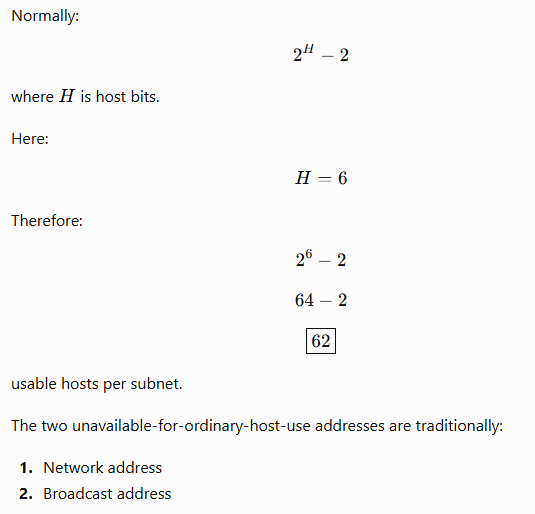 Normally:
2^H − 2
where H is host bits.
Here:
H = 6
Therefore:
2^6 − 2
64 − 2
62
usable hosts per subnet.
The two unavailable-for-ordinary-host-use addresses are traditionally:
1. Network address
2. Broadcast address